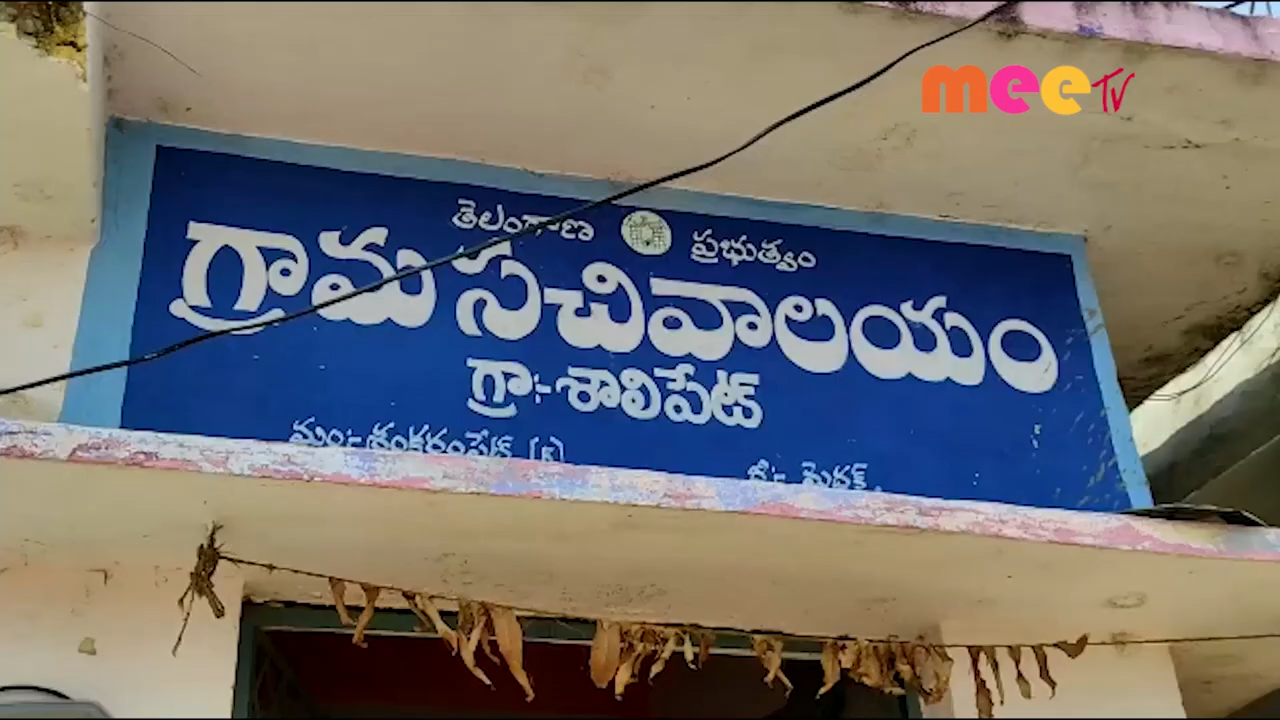 meeTV
తెలంగాణ ప్రభుత్వం
గ్రామ సచివాలయం
గ్రా:- శాలిపేట్
మం:- శంకరంపేట్ (
జి:- మెదక్